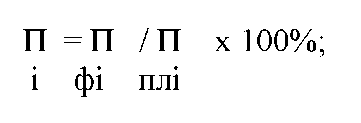 П = П / П х 100%;
і фі плі